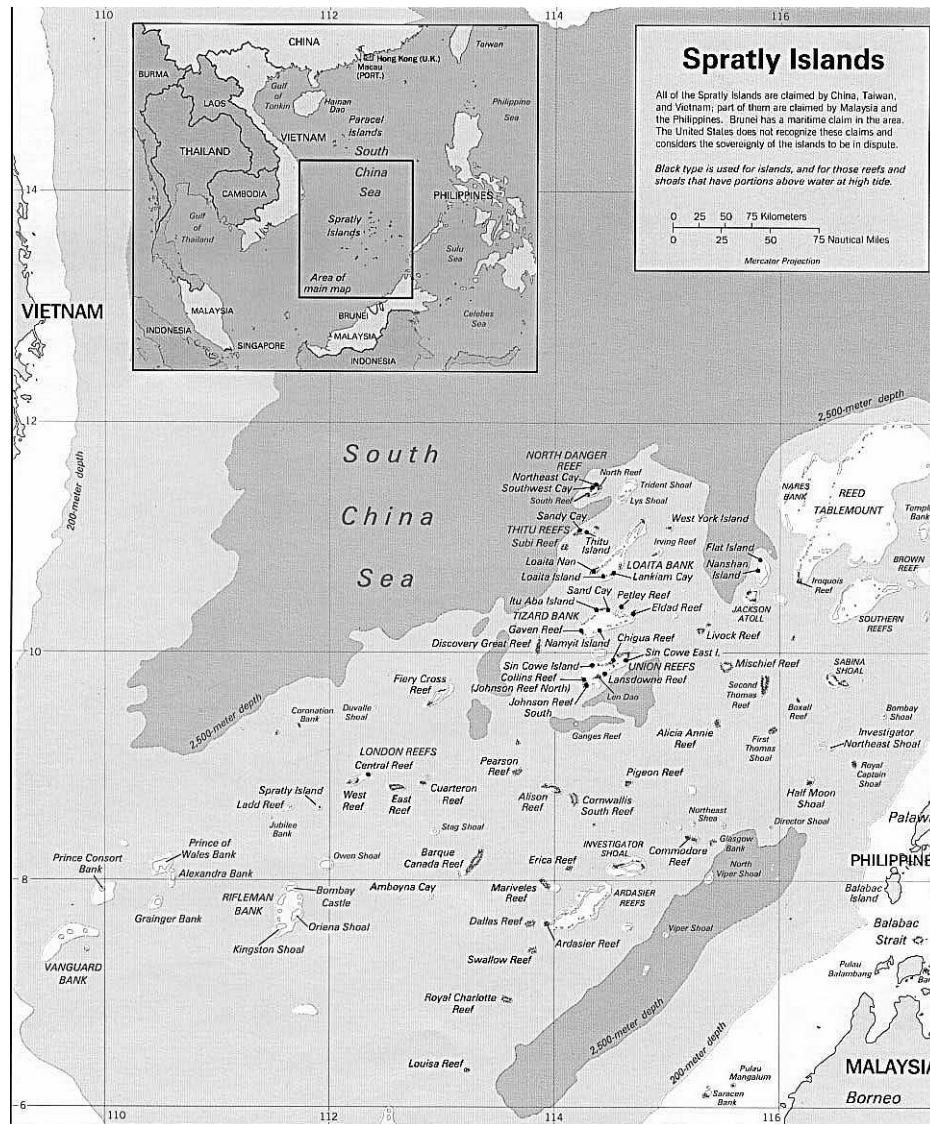 110
112
114
116
Spratly Islands
All of the Spratly Islands are claimed by China, Taiwan,
and Vietnam; part of them are claimed by Malaysia and
the Philippines. Brunei has a maritime claim in the area.
The United States does not recognize these claims and
considers the sovereignty of the islands to be in dispute.
Black type is used for islands, and for those reefs and
shoals that have portions above water at high tide.
0 25 50 75 Kilometers
0 25 50 75 Nautical Miles
Mercator Projection
CHINA
Taiwan
Hong Kong (U.K.)
Macau
(PORT.)
BURMA
Gulf
of
Tonkin
Hainan
Dao
LAOS
Philippine
Sea
Paracel
Islands
VIETNAM
South
China
Sea
THAILAND
CAMBODIA
PHILIPPINES
Gulf
of
Thailand
Spratly
Islands
Sulu
Sea
Area of
main map
MALAYSIA
BRUNEI
Celebes
Sea
INDONESIA
SINGAPORE
MALAYSIA
INDONESIA
14
VIETNAM
12
200-meter depth
2,500-meter depth
South
China
Sea
NORTH DANGER
REEF
Northeast Cay
North Reef
Southwest Cay
Trident Shoal
South Reef
Lys Shoal
NARES
BANK
REED
TABLEMOUNT
Temple
Bank
Sandy Cay
West York Island
THITU REEFS
Subi Reef
Thitu
Island
Irving Reef
Flat Island
BROWN
REEF
Loaita Nan
LOAITA BANK
Nanshan
Island
Loaita Island
Lankiam Cay
Iroquois
Reef
Sand Cay
Petley Reef
Itu Aba Island
Eldad Reef
JACKSON
ATOLL
TIZARD BANK
SOUTHERN
REEFS
Gaven Reef
Chigua Reef
Livock Reef
Discovery Great Reef
Namyit Island
10
Sin Cowe East I.
Sin Cowe Island
UNION REEFS
Mischief Reef
SABINA
SHOAL
Collins Reef
(Johnson Reef North)
Lansdowne Reef
Fiery Cross
Reef
Second
Thomas
Reef
Johnson Reef
South
Len Dao
Boxall
Reef
Bombay
Shoal
Coronation
Bank
Duvalle
Shoal
2,500-meter depth
Ganges Reef
Alicia Annie
Reef
First
Thomas
Shoal
Investigator
Northeast Shoal
LONDON REEFS
Central Reef
Pearson
Reef
Pigeon Reef
Royal
Captain
Shoal
Spratly Island
Ladd Reef
West
Reef
East
Reef
Cuarteron
Reef
Alison
Reef
Cornwallis
South Reef
Half Moon
Shoal
Jubilee
Bank
Stag Shoal
Northeast
Shea
Director Shoal
Palawa
Prince of
Wales Bank
Owen Shoal
Barque
Canada Reef
Erica Reef
INVESTIGATOR
SHOAL
Commodore
Reef
Glasgow
Bank
Prince Consort
Bank
Alexandra Bank
North
Viper Shoal
PHILIPPINE
8
Amboyna Cay
Mariveles
Reef
ARDASIER
REEFS
Balabac
Island
RIFLEMAN
BANK
Bombay
Castle
Grainger Bank
Oriena Shoal
Dallas Reef
Ardasier Reef
Viper Shoal
Balabac
Strait
Kingston Shoal
VANGUARD
BANK
Swallow Reef
Pulau
Balambang
Royal Charlotte
Reef
2,500-meter depth
200-meter depth
Louisa Reef
MALAYSIA
Borneo
Pulau
Mangalum
Saracen
Bank
6
110
112
114
116